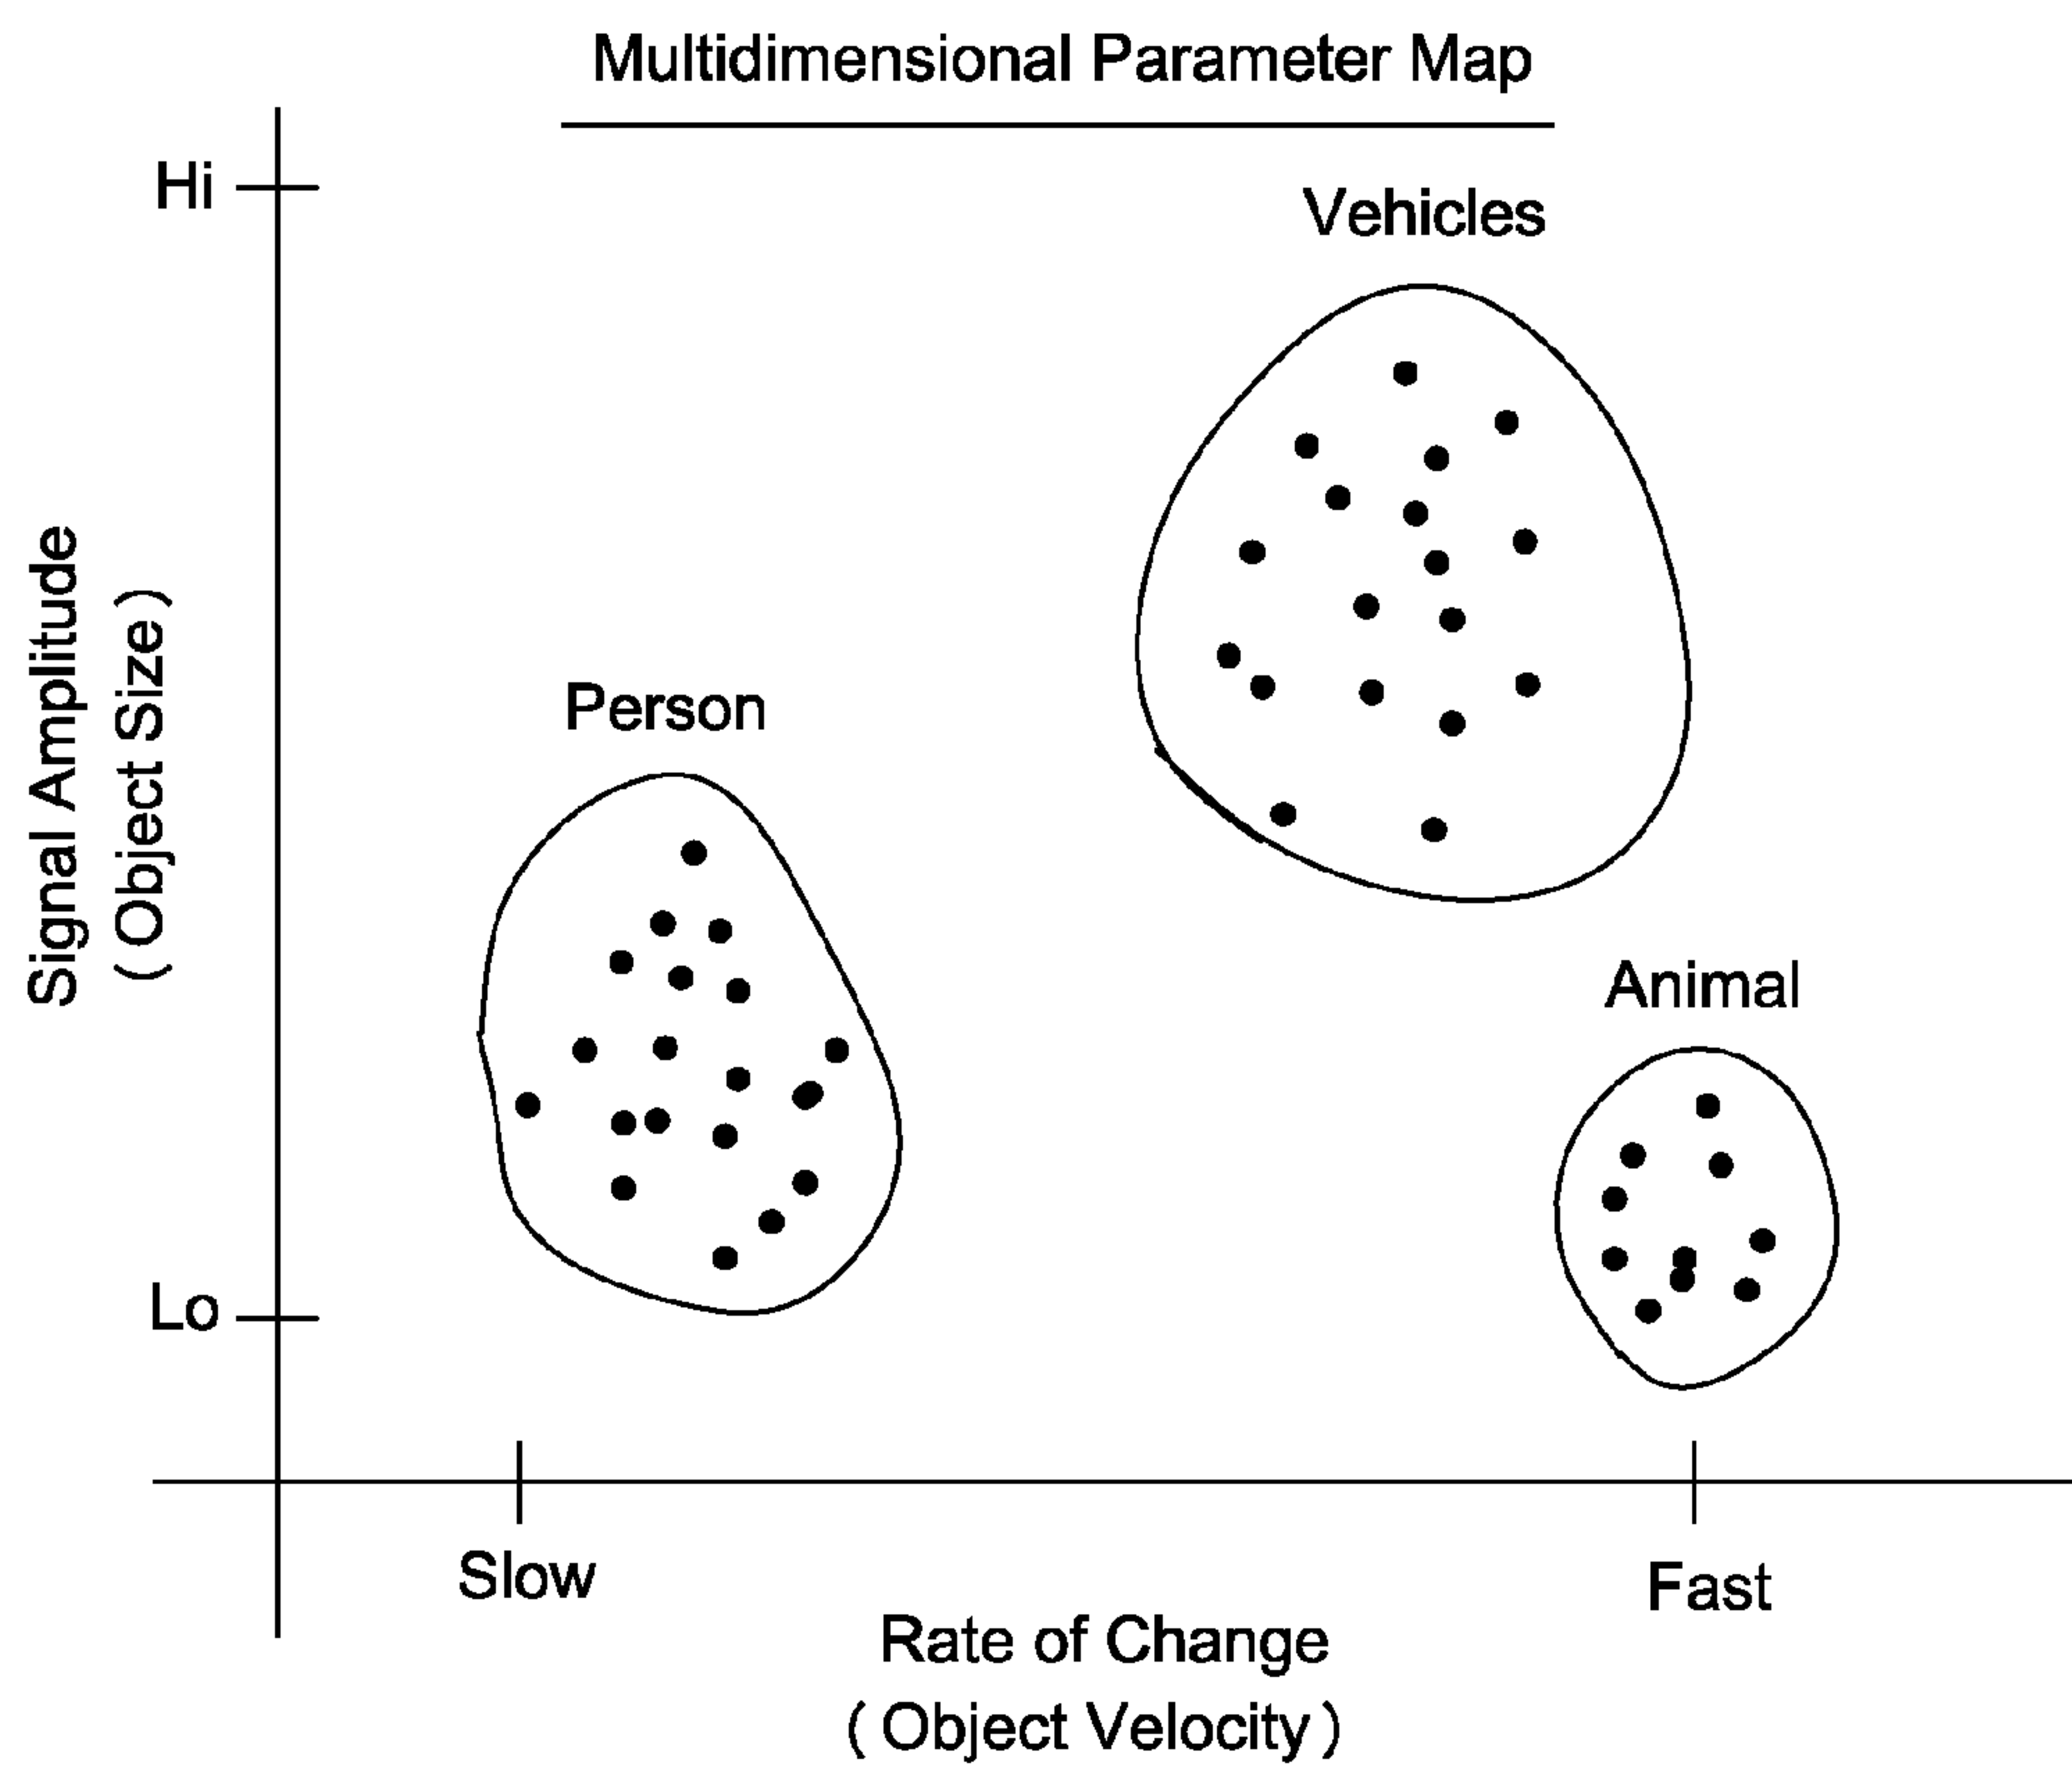 Multidimensional Parameter Map
Hi
Vehicles
Signal Amplitude
( Object Size )
Person
Animal
Lo
Slow
Fast
Rate of Change
( Object Velocity )